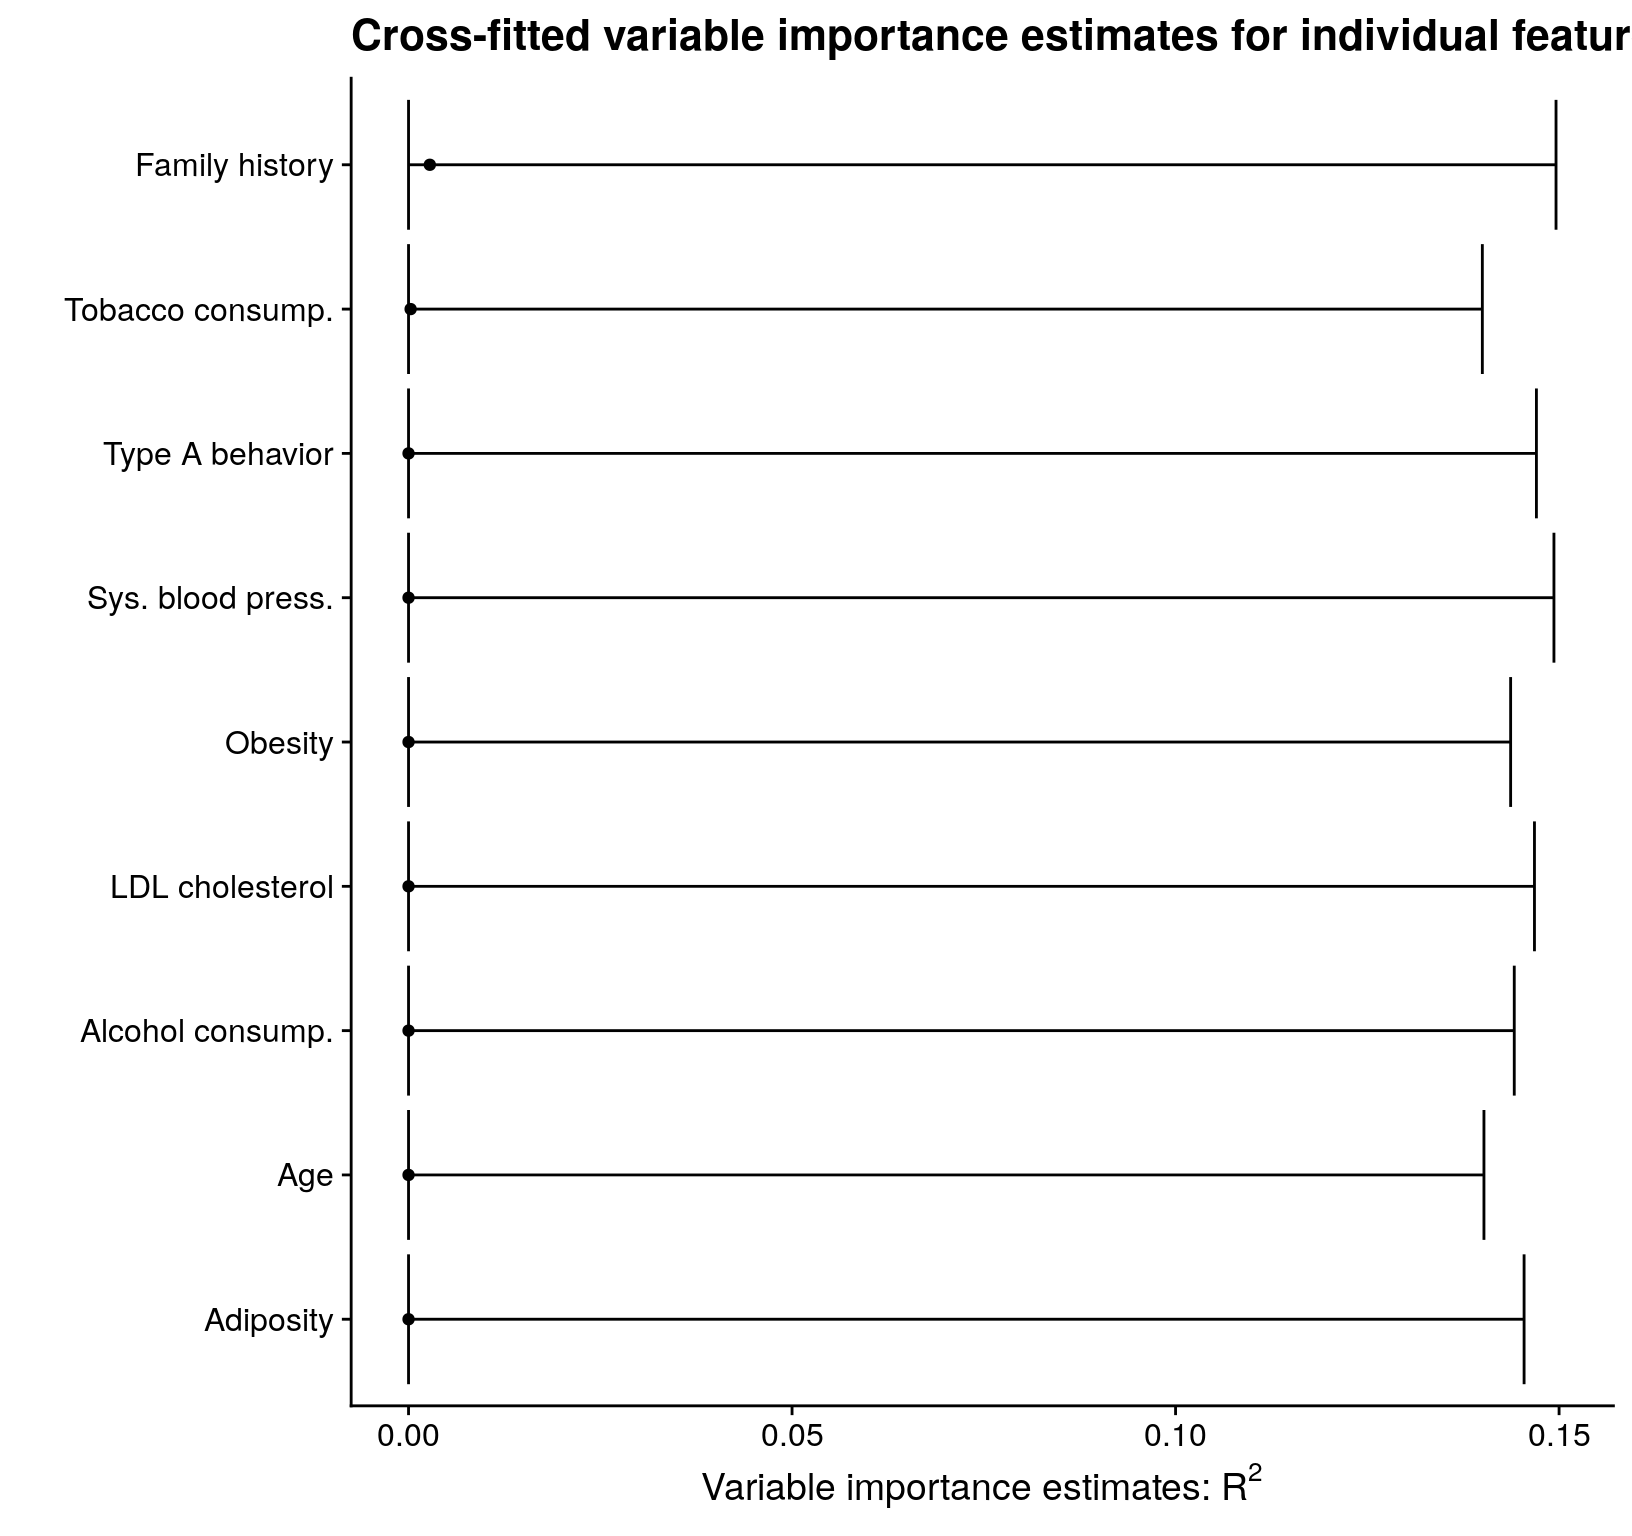 Cross-fitted variable importance estimates for individual featur
Family history
Tobacco consump.
Type A behavior
Sys. blood press.
Obesity
LDL cholesterol
Alcohol consump.
Age
Adiposity
0.00 0.05 0.10 0.15
Variable importance estimates: R²